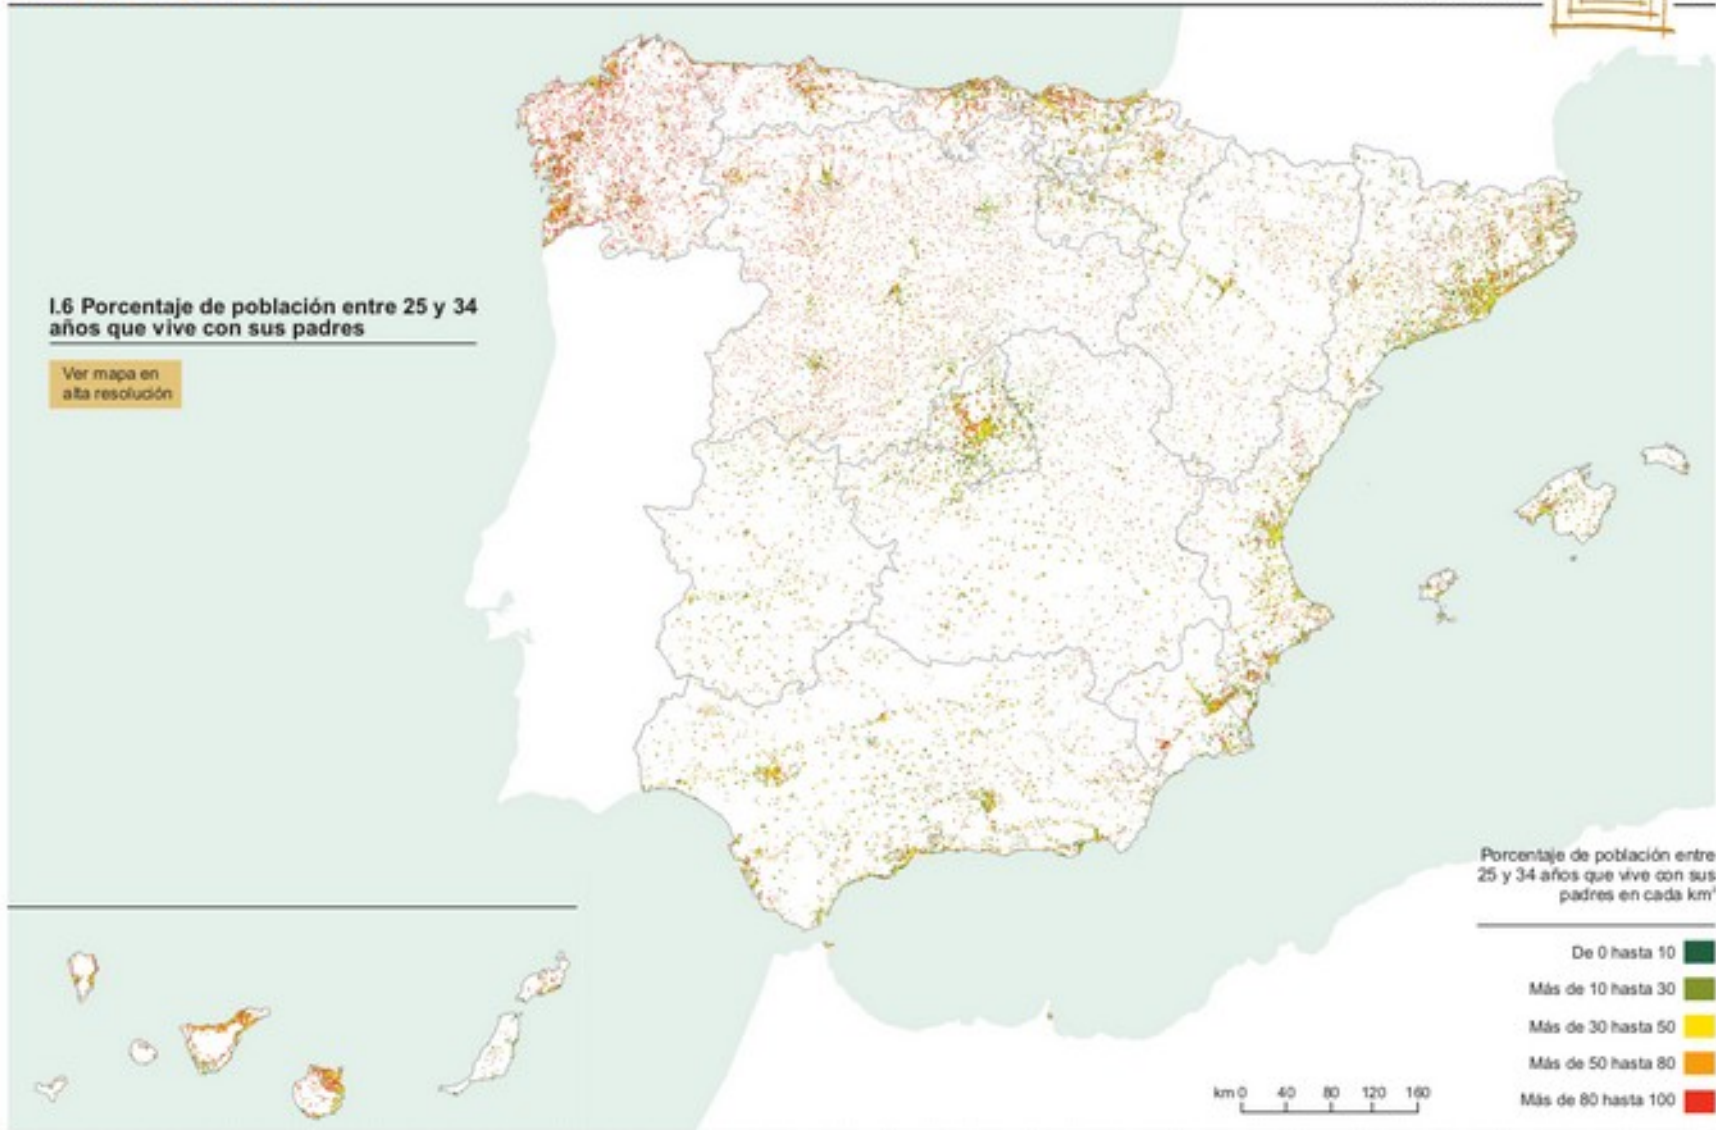 I.6 Porcentaje de población entre 25 y 34
años que vive con sus padres
Ver mapa en
alta resolución
Porcentaje de población entre
25 y 34 años que vive con sus
padres en cada km²
De 0 hasta 10
Más de 10 hasta 30
Más de 30 hasta 50
Más de 50 hasta 80
Más de 80 hasta 100
km 0 40 80 120 160